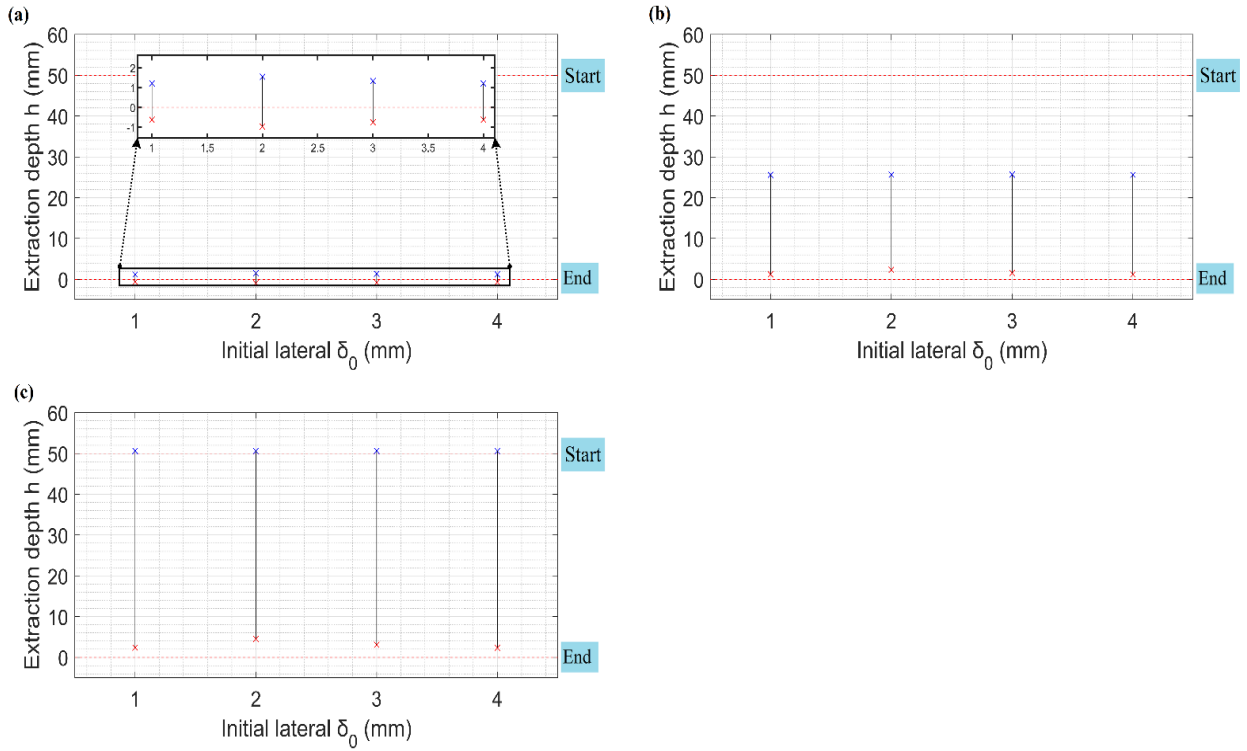 (a)
Extraction depth h (mm)
60
50
40
30
20
10
0
2
1
0
-1
1
1.5
2
2.5
3
3.5
4
1
2
3
4
Initial lateral δ0 (mm)
Start
End
(b)
Extraction depth h (mm)
60
50
40
30
20
10
0
1
2
3
4
Initial lateral δ0 (mm)
Start
End
(c)
Extraction depth h (mm)
60
50
40
30
20
10
0
1
2
3
4
Initial lateral δ0 (mm)
Start
End